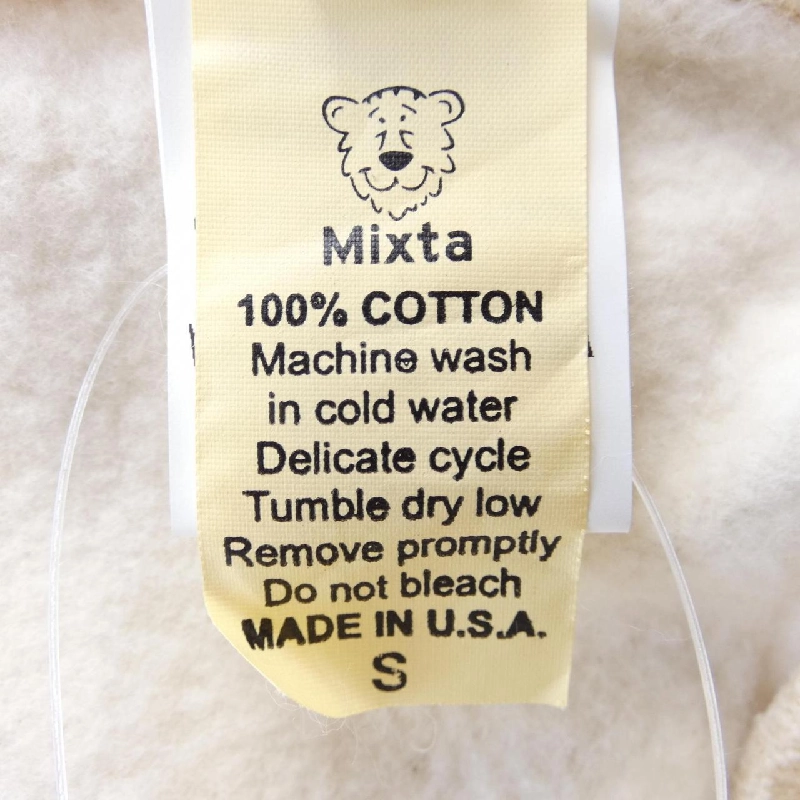 Mixta
100% COTTON
Machine wash
in cold water
Delicate cycle
Tumble dry low
Remove promptly
Do not bleach
MADE IN U.S.A.
S